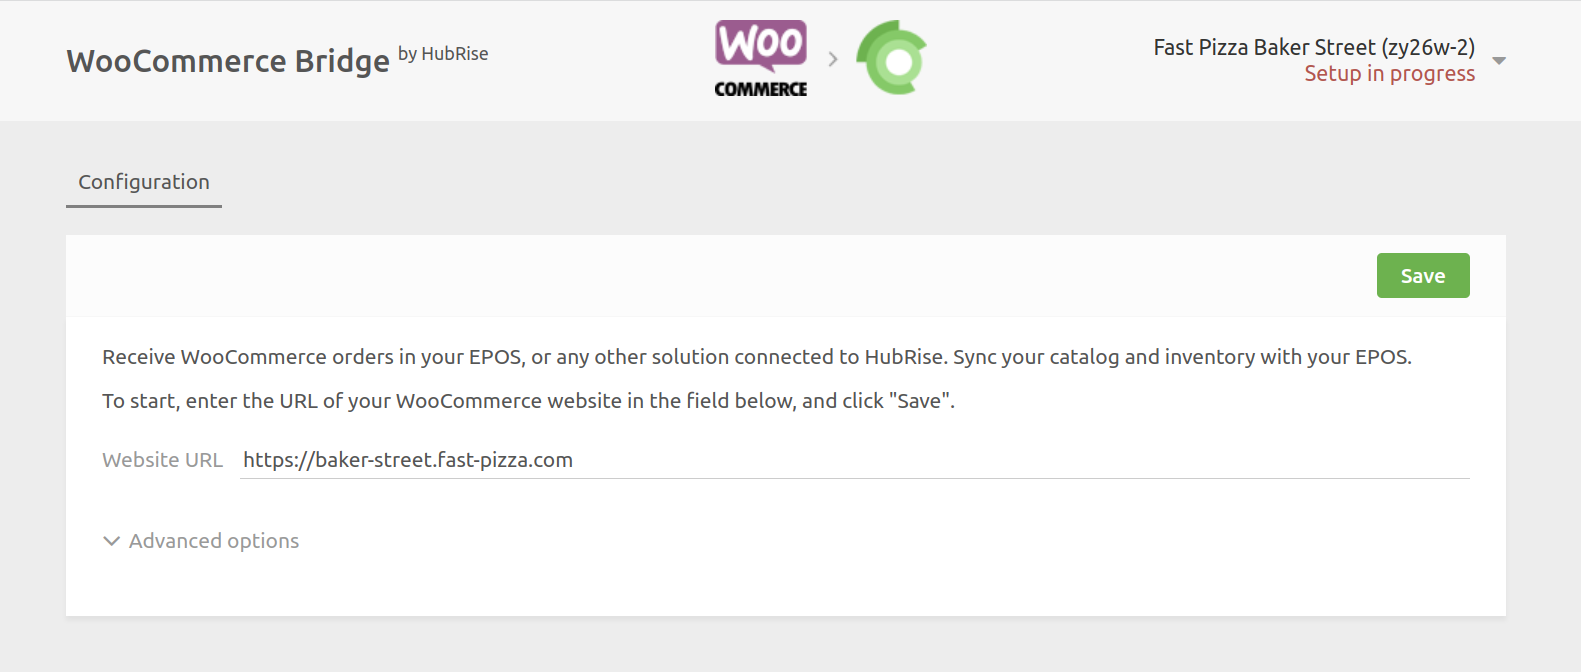 WooCommerce Bridge by HubRise
WOO
COMMERCE
Fast Pizza Baker Street (zy26w-2)
Setup in progress
Configuration
Save
Receive WooCommerce orders in your EPOS, or any other solution connected to HubRise. Sync your catalog and inventory with your EPOS.
To start, enter the URL of your WooCommerce website in the field below, and click "Save".
Website URL https://baker-street.fast-pizza.com
Advanced options